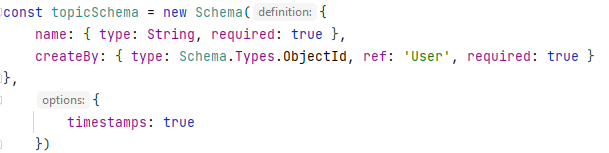 const topicSchema = new Schema( definition: {
    name: { type: String, required: true },
    createBy: { type: Schema.Types.ObjectId, ref: 'User', required: true }
},
    options: {
        timestamps: true
    })